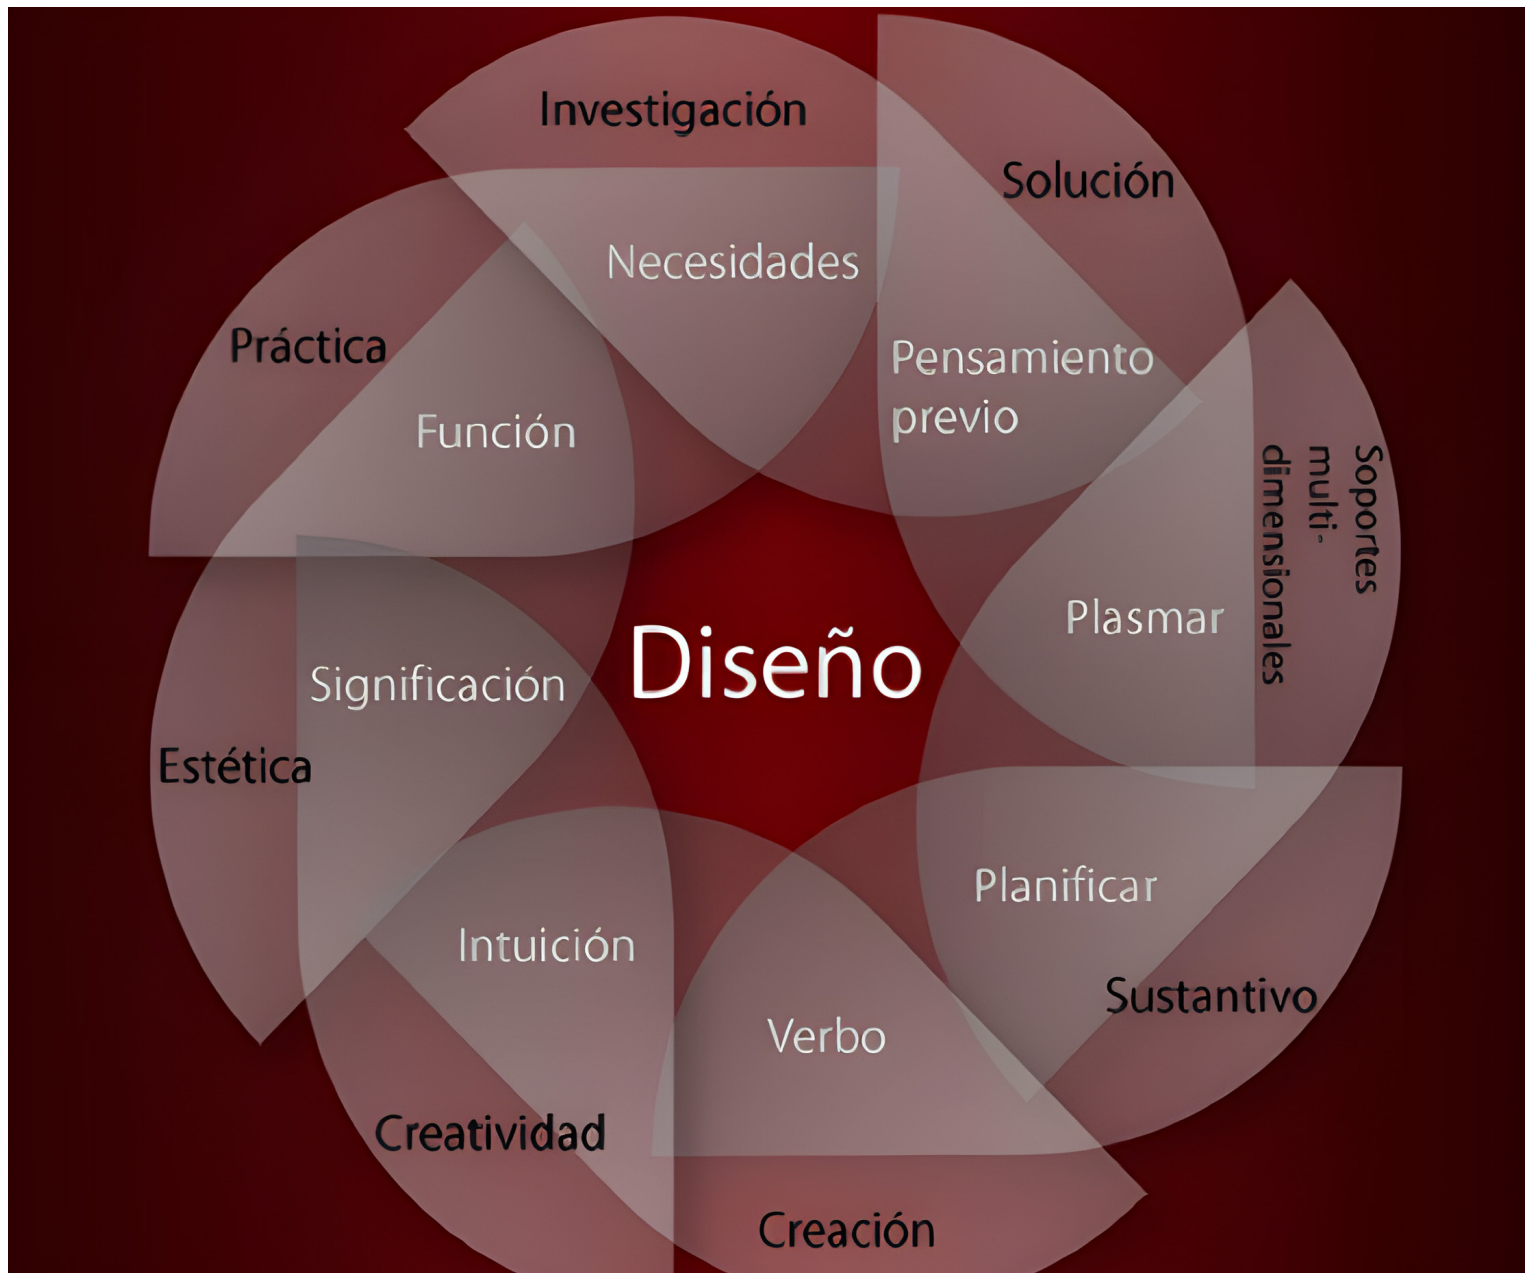 Investigación
Solución
Necesidades
Práctica
Pensamiento
previo
Función
Soportes
multi-
dimensionales
Plasmar
Diseño
Significación
Estética
Planificar
Intuición
Sustantivo
Verbo
Creatividad
Creación